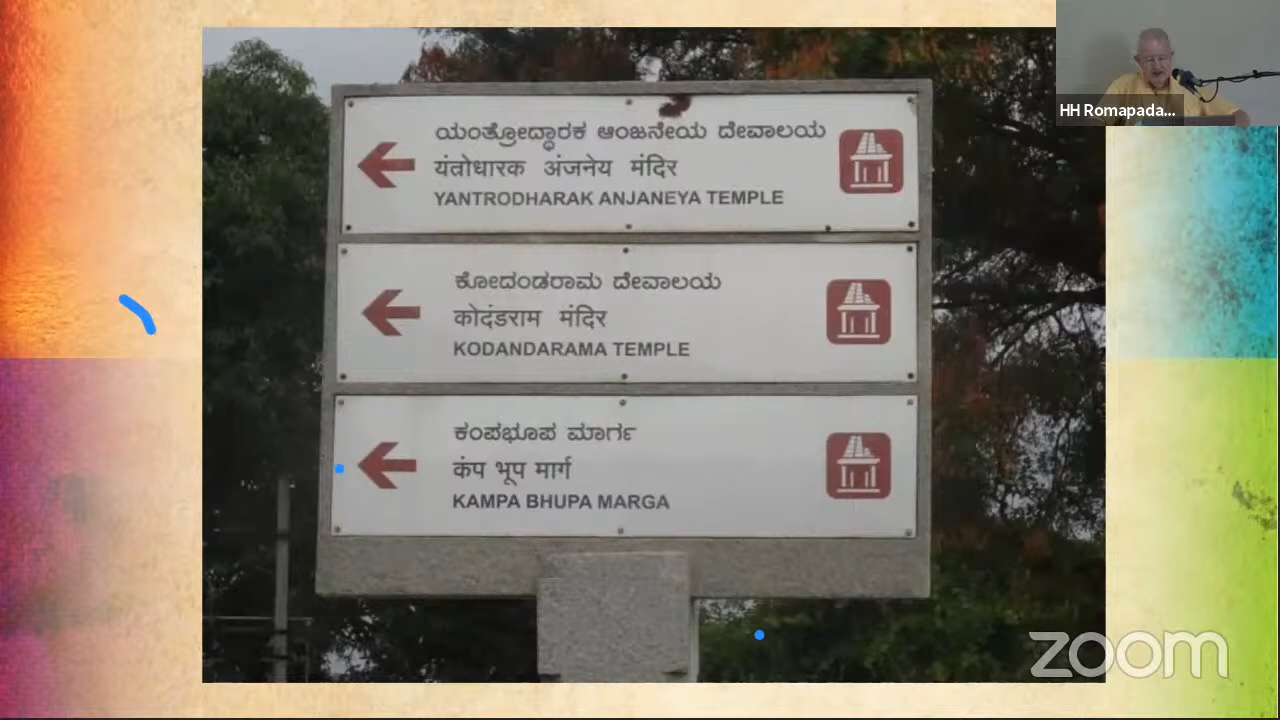 ಯಂತ್ರೋದ್ಧಾರಕ ಆಂಜನೇಯ ದೇವಾಲಯ
यंत्रोधारक अंजनेय मंदिर
YANTRODHARAK ANJANEYA TEMPLE
ಕೋದಂಡರಾಮ ದೇವಾಲಯ
कोदंडराम मंदिर
KODANDARAMA TEMPLE
ಕಂಪಭೂಪ ಮಾರ್ಗ
कंप भूप मार्ग
KAMPA BHUPA MARGA
HH Romapada...
zoom